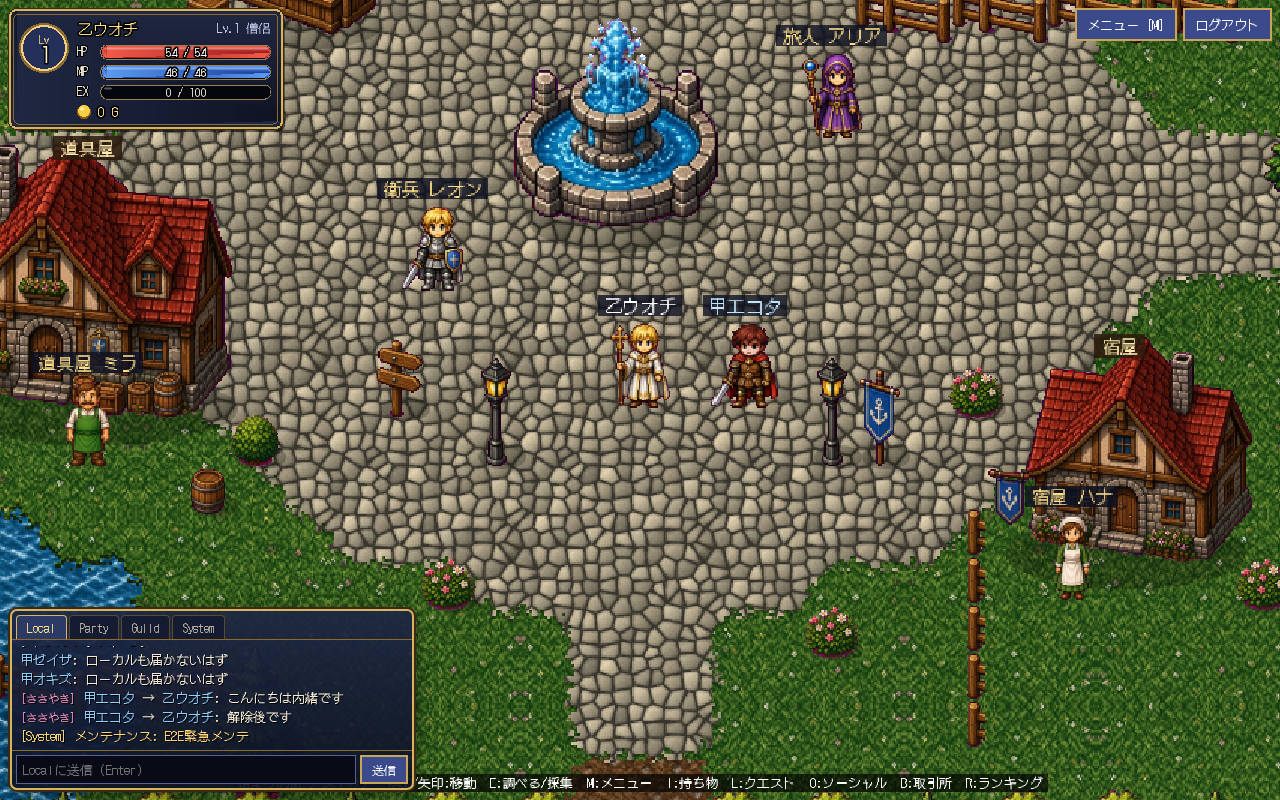 Lv
1
乙ウオチ
Lv.1 僧侶
HP 54 / 54
MP 46 / 46
EX 0 / 100
0 G
メニュー [M]
ログアウト
旅人 アリア
道具屋
衛兵 レオン
乙ウオチ
甲エコタ
宿屋
道具屋 ミラ
宿屋 ハナ
Local
Party
Guild
System
甲ゼイザ: ローカルも届かないはず
甲オキズ: ローカルも届かないはず
[ささやき] 甲エコタ → 乙ウオチ: こんにちは内緒です
[ささやき] 甲エコタ → 乙ウオチ: 解除後です
[System] メンテナンス: E2E緊急メンテ
Localに送信 (Enter)
送信
矢印:移動 E:調べる/採集 M:メニュー I:持ち物 L:クエスト O:ソーシャル B:取引所 R:ランキング